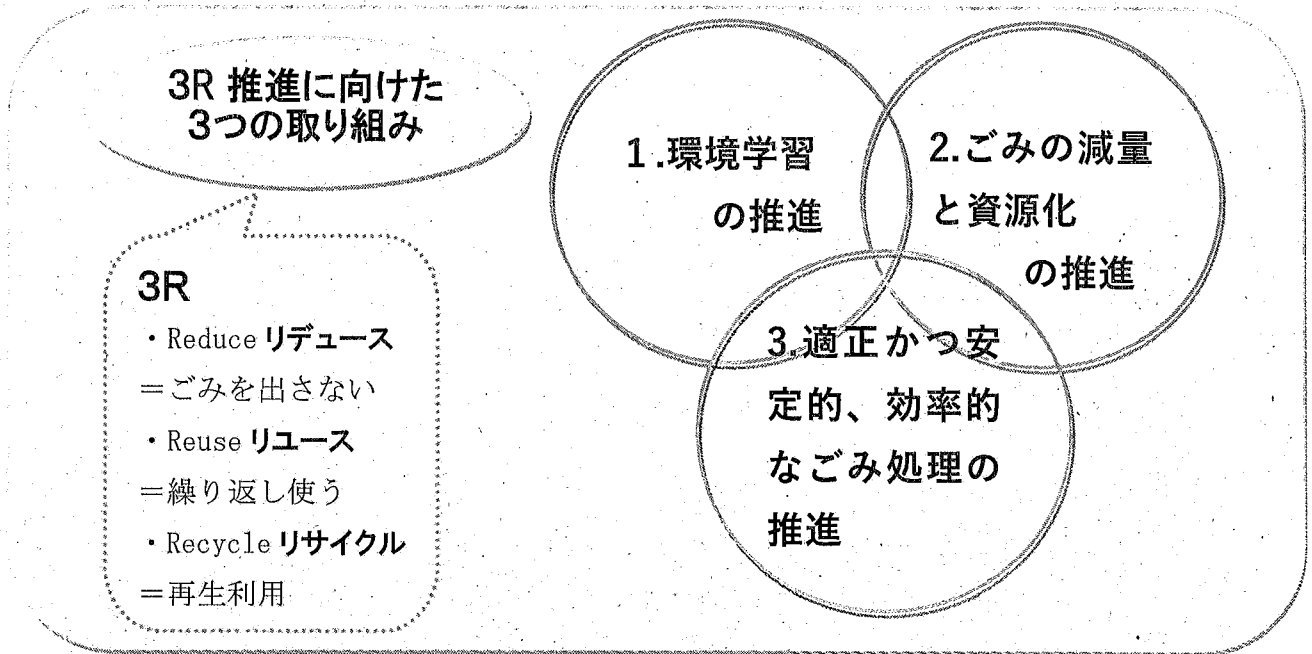 3R 推進に向けた
3つの取り組み
3R
・Reduce リデュース
＝ごみを出さない
・Reuse リユース
＝繰り返し使う
・Recycle リサイクル
＝再生利用
1.環境学習
の推進
2.ごみの減量
と資源化
の推進
3.適正かつ安
定的、効率的
なごみ処理の
推進